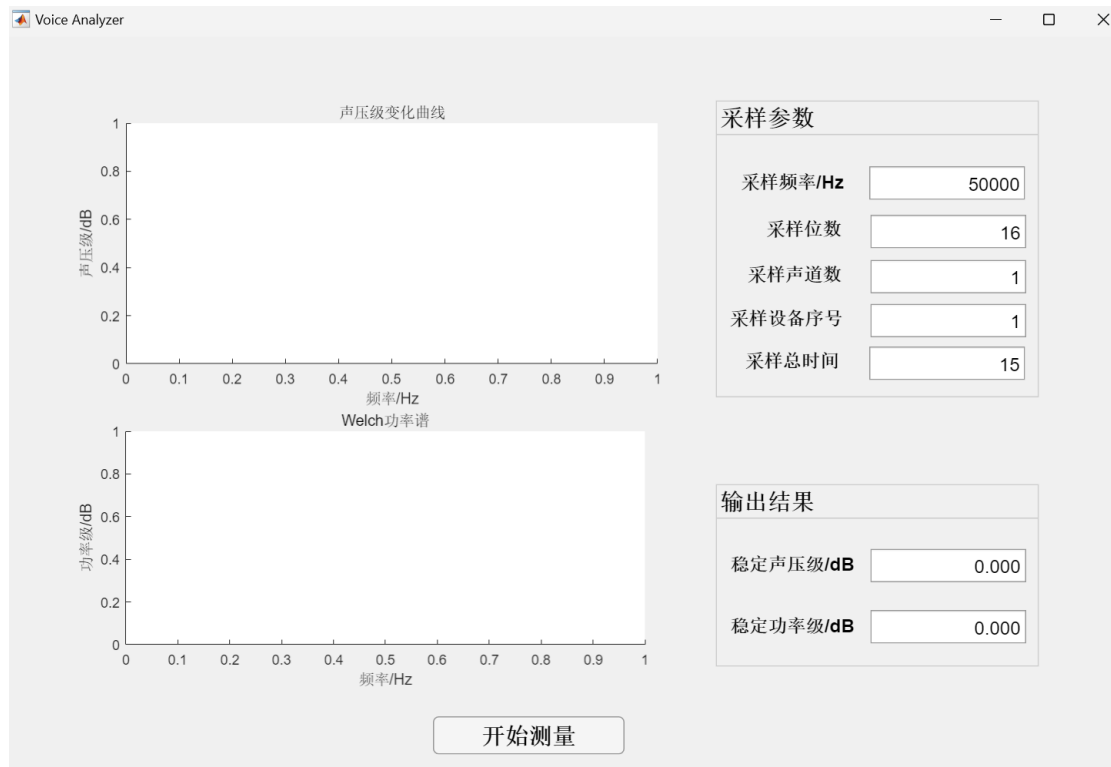 Voice Analyzer
声压级变化曲线
声压级/dB
1
0.8
0.6
0.4
0.2
0
0 0.1 0.2 0.3 0.4 0.5 0.6 0.7 0.8 0.9 1
频率/Hz
Welch功率谱
功率级/dB
1
0.8
0.6
0.4
0.2
0
0 0.1 0.2 0.3 0.4 0.5 0.6 0.7 0.8 0.9 1
频率/Hz
采样参数
采样频率/Hz 50000
采样位数 16
采样声道数 1
采样设备序号 1
采样总时间 15
输出结果
稳定声压级/dB 0.000
稳定功率级/dB 0.000
开始测量